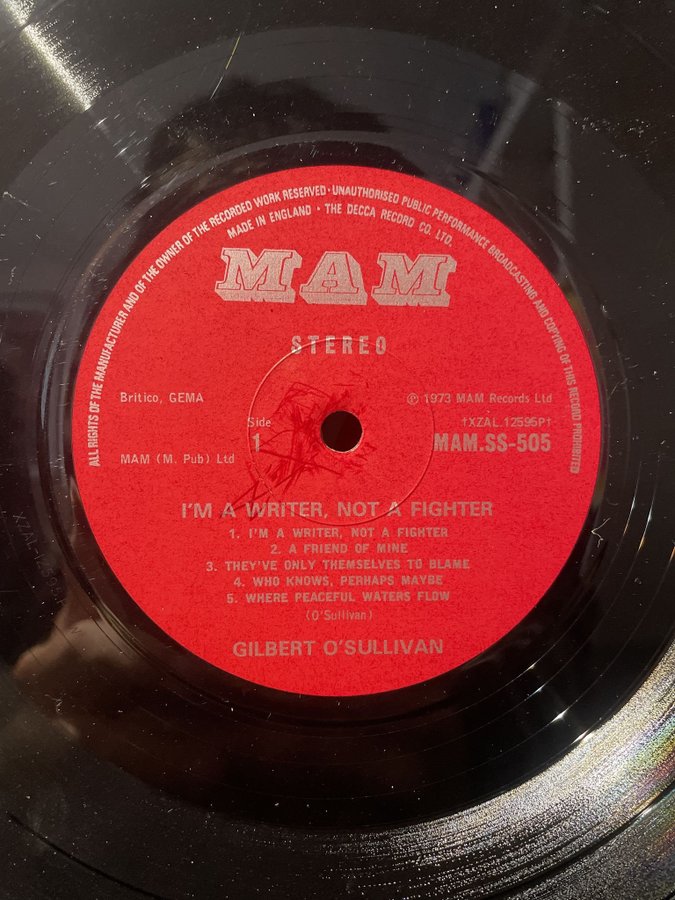 ALL RIGHTS OF THE MANUFACTURER AND OF THE OWNER OF THE RECORDED WORK RESERVED · UNAUTHORISED PUBLIC PERFORMANCE BROADCASTING AND COPYING OF THIS RECORD PROHIBITED
MADE IN ENGLAND · THE DECCA RECORD CO. LTD.
MAM
STEREO
Britico, GEMA
℗ 1973 MAM Records Ltd
Side
1
†XZAL.12595P†
MAM.SS-505
MAM (M. Pub) Ltd
I'M A WRITER, NOT A FIGHTER
1. I'M A WRITER, NOT A FIGHTER
2. A FRIEND OF MINE
3. THEY'VE ONLY THEMSELVES TO BLAME
4. WHO KNOWS, PERHAPS MAYBE
5. WHERE PEACEFUL WATERS FLOW
(O'Sullivan)
GILBERT O'SULLIVAN